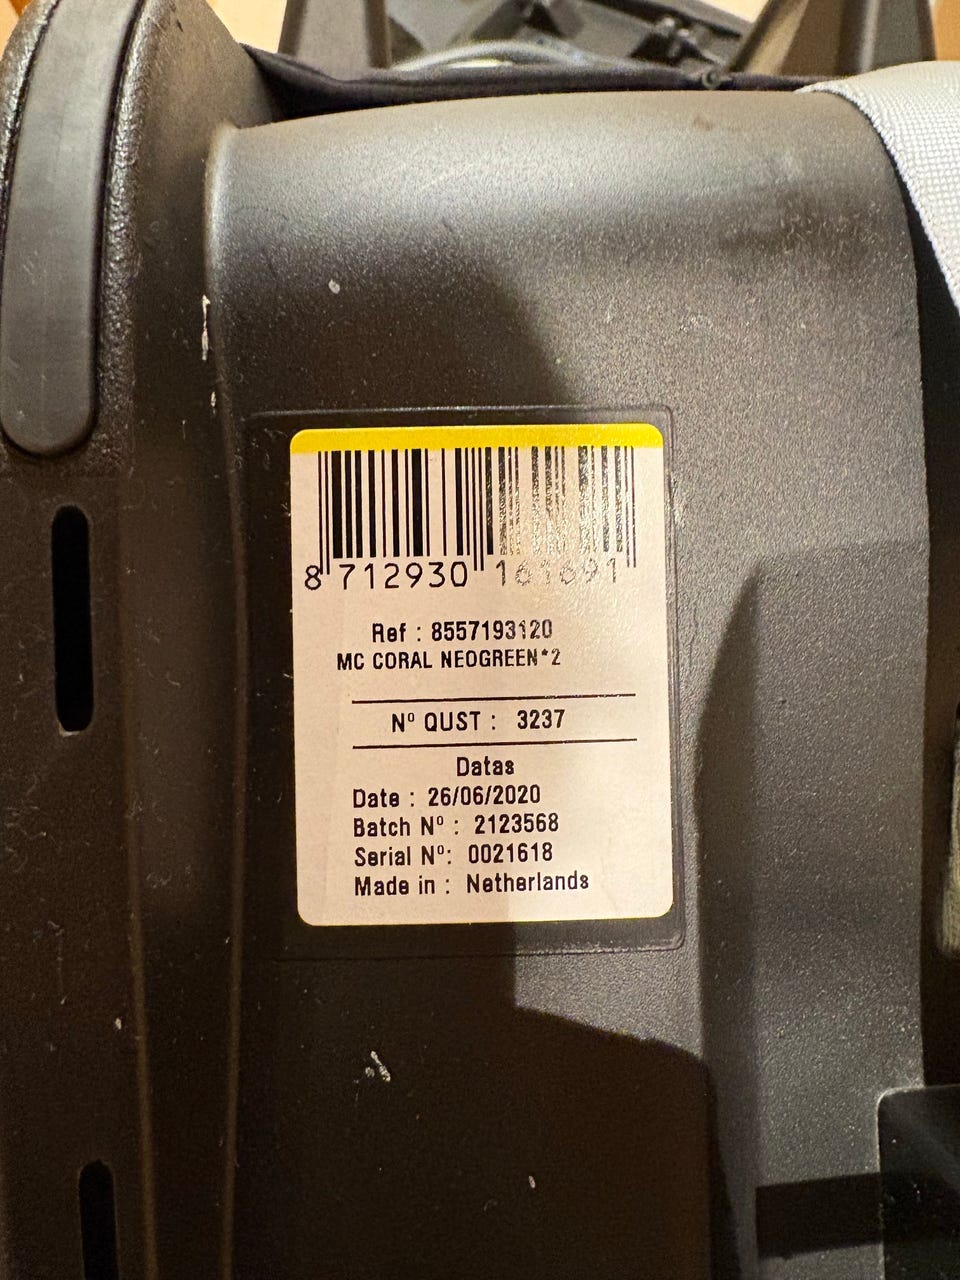 8 712930 161691
Ref : 8557193120
MC CORAL NEOGREEN*2
Nº QUST : 3237
Datas
Date : 26/06/2020
Batch Nº : 2123568
Serial Nº: 0021618
Made in : Netherlands